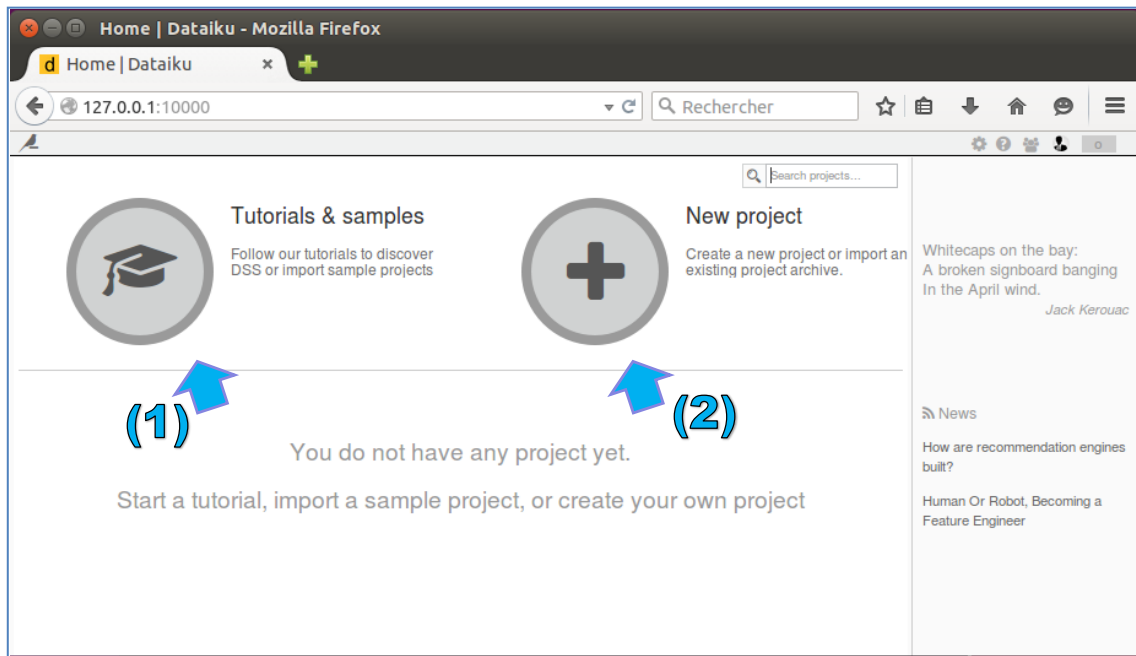 Home | Dataiku - Mozilla Firefox
d Home | Dataiku
127.0.0.1:10000
Rechercher
o
Search projects...
Tutorials & samples
Follow our tutorials to discover
DSS or import sample projects
New project
Create a new project or import an
existing project archive.
(1)
(2)
You do not have any project yet.
Start a tutorial, import a sample project, or create your own project
Whitecaps on the bay:
A broken signboard banging
In the April wind.
Jack Kerouac
News
How are recommendation engines
built?
Human Or Robot, Becoming a
Feature Engineer